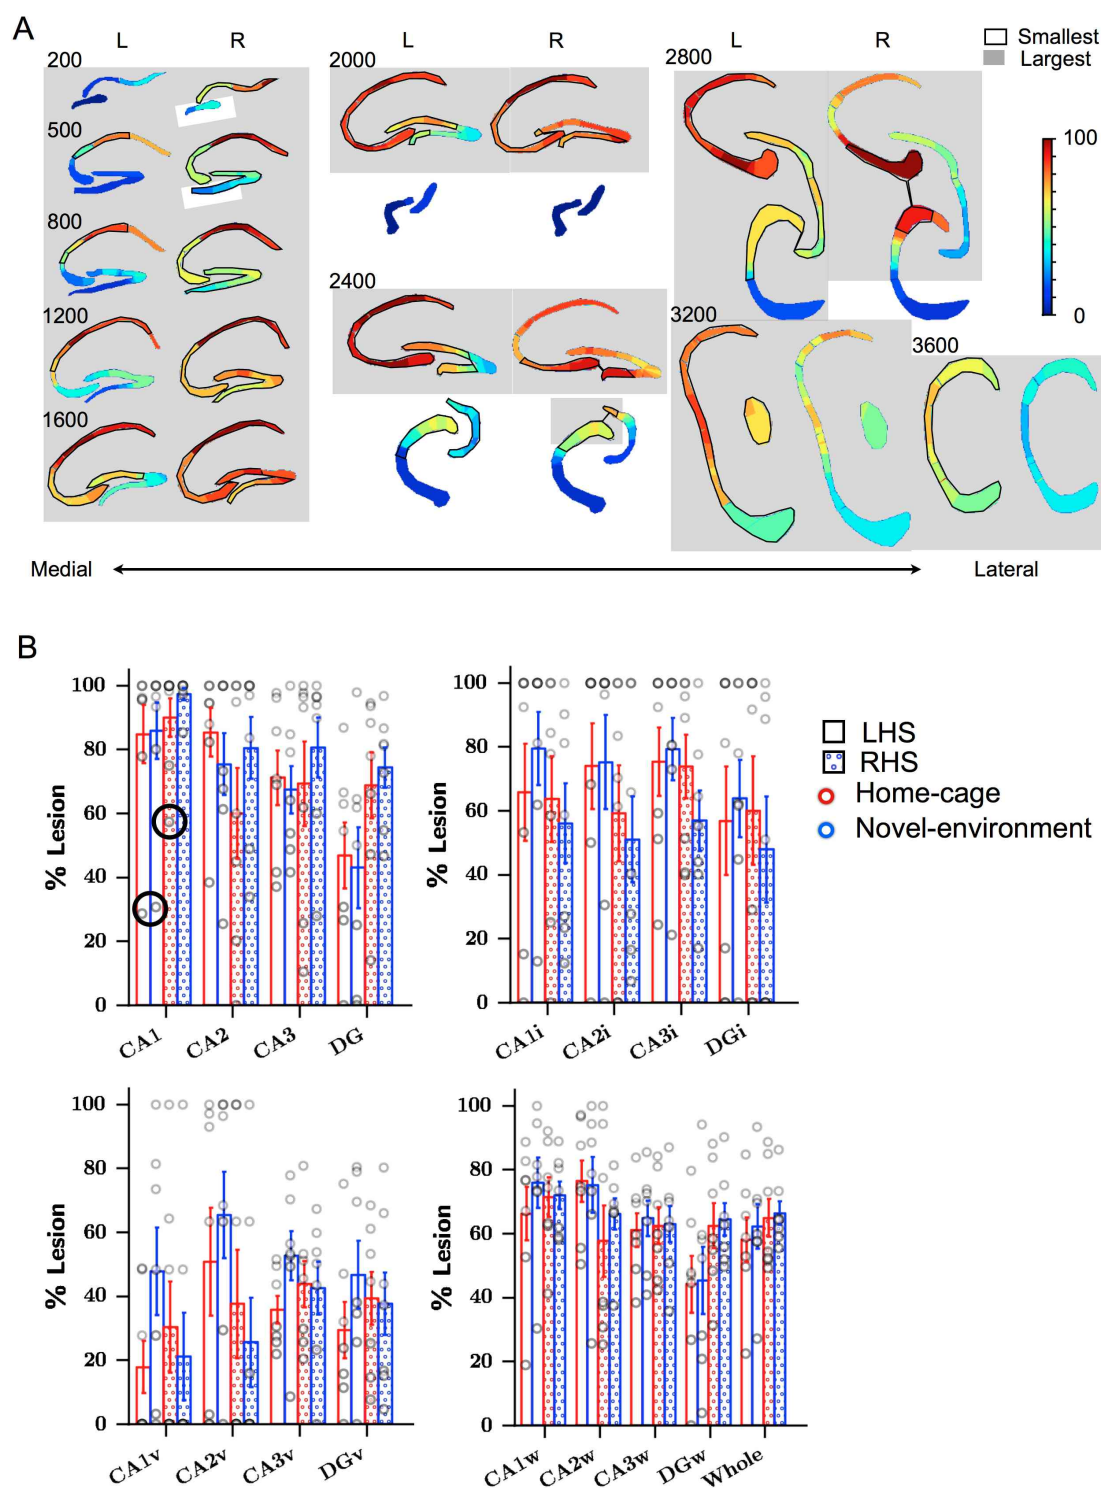 A
L R
L R
L R
Smallest
Largest
200
2000
2800
500
100
800
2400
1200
0
3200
3600
1600
Medial
Lateral
B
100
80
60
40
20
0
% Lesion
CA1 CA2 CA3 DG
100
80
60
40
20
0
% Lesion
CA1i CA2i CA3i DGi
LHS
RHS
Home-cage
Novel-environment
100
80
60
40
20
0
% Lesion
CA1v CA2v CA3v DGv
100
80
60
40
20
0
% Lesion
CA1w CA2w CA3w DGw Whole